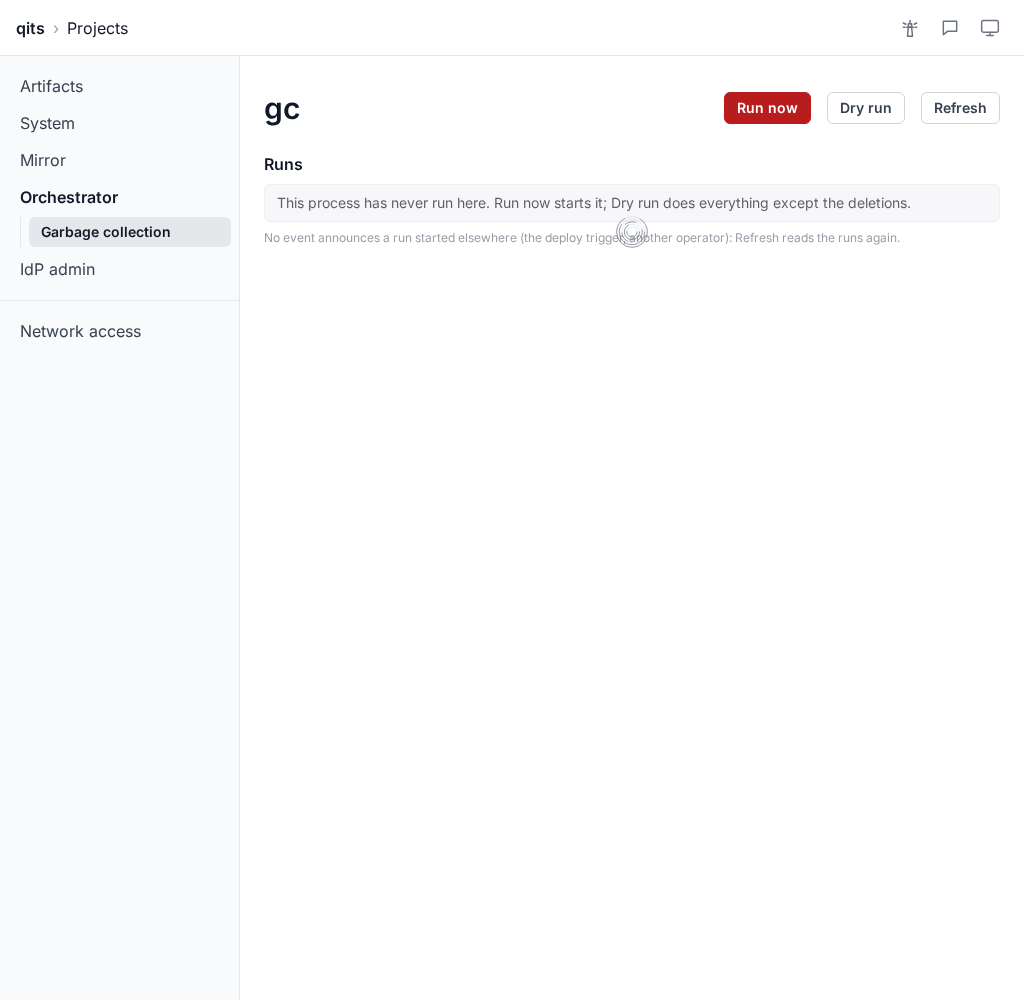 qits › Projects
Artifacts
System
Mirror
Orchestrator
Garbage collection
IdP admin
Network access
gc
Run now
Dry run
Refresh
Runs
This process has never run here. Run now starts it; Dry run does everything except the deletions.
No event announces a run started elsewhere (the deploy trigger, another operator): Refresh reads the runs again.